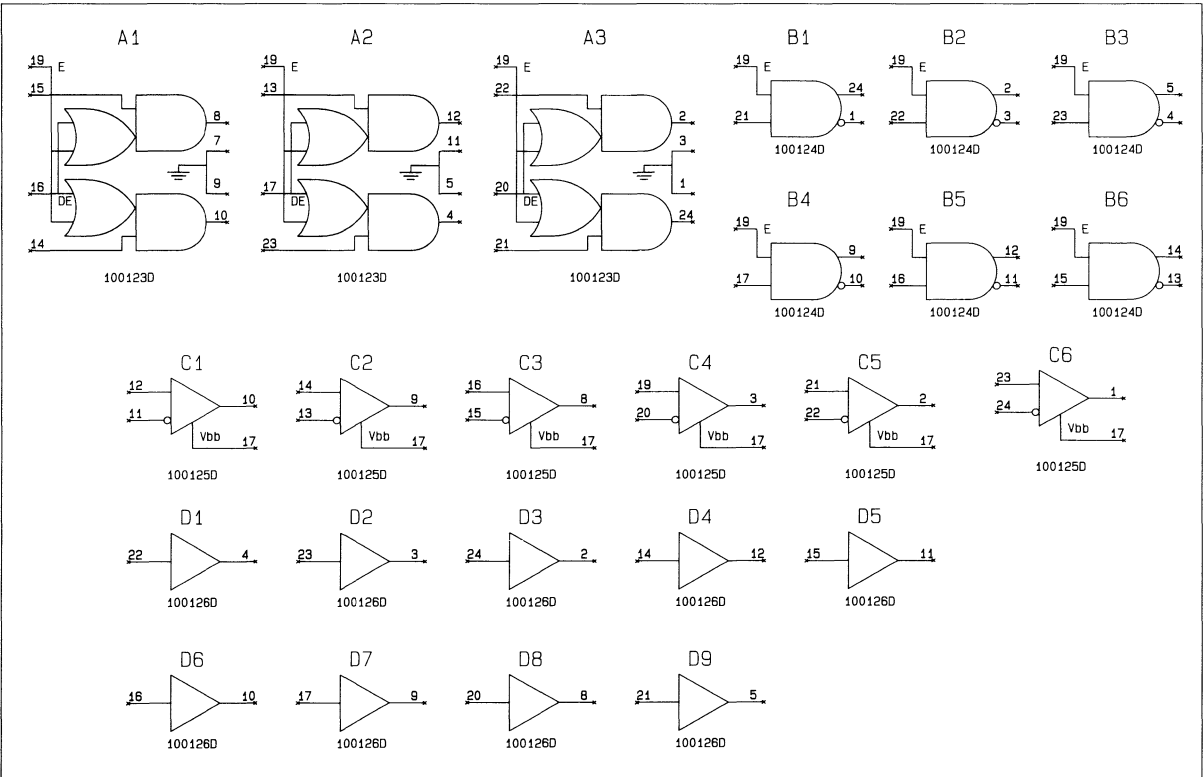 A1 A2 A3 B1 B2 B3
19 E 19 E 19 E 19 E 19 E 19 E
15 13 22 24 2 5
8 12 2 21 1 22 3 23 4
7 11 3 100124D 100124D 100124D
16 DE 9 17 DE 5 20 DE 1 B4 B5 B6
10 4 24 19 E 19 E 19 E
14 23 21 9 12 14
100123D 100123D 100123D 17 10 16 11 15 13
100124D 100124D 100124D
C1 C2 C3 C4 C5 C6
12 10 14 9 16 8 19 3 21 2 23 1
11 13 15 20 22 24
Vbb 17 Vbb 17 Vbb 17 Vbb 17 Vbb 17 Vbb 17
100125D 100125D 100125D 100125D 100125D 100125D
D1 D2 D3 D4 D5
22 4 23 3 24 2 14 12 15 11
100126D 100126D 100126D 100126D 100126D
D6 D7 D8 D9
16 10 17 9 20 8 21 5
100126D 100126D 100126D 100126D